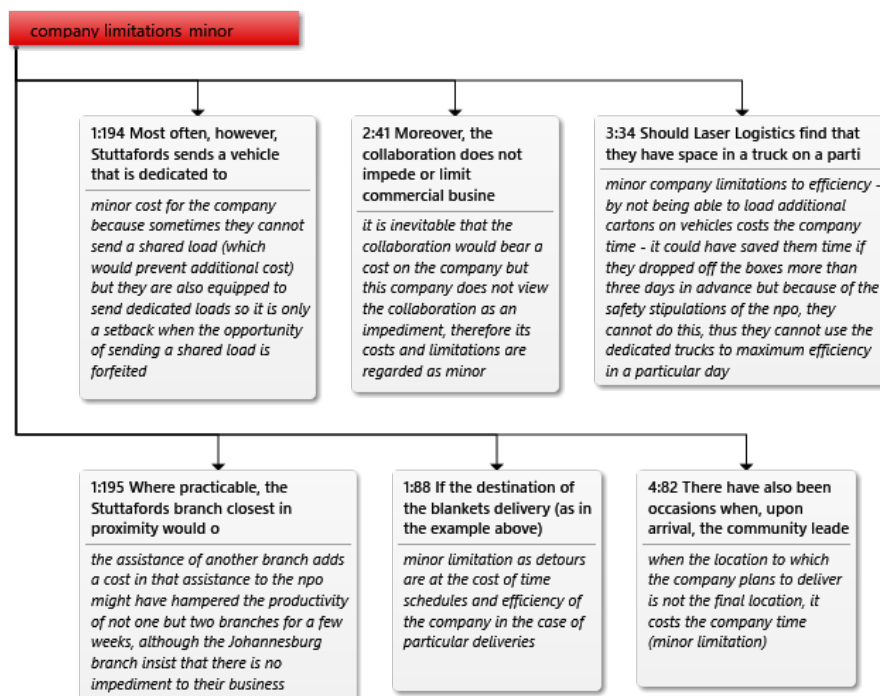 company limitations minor
1:194 Most often, however,
Stuttafords sends a vehicle
that is dedicated to
minor cost for the company
because sometimes they cannot
send a shared load (which
would prevent additional cost)
but they are also equipped to
send dedicated loads so it is only
a setback when the opportunity
of sending a shared load is
forfeited
2:41 Moreover, the
collaboration does not
impede or limit
commercial busine
it is inevitable that the
collaboration would bear a
cost on the company but
this company does not view
the collaboration as an
impediment, therefore its
costs and limitations are
regarded as minor
3:34 Should Laser Logistics find that
they have space in a truck on a parti
minor company limitations to efficiency -
by not being able to load additional
cartons on vehicles costs the company
time - it could have saved them time if
they dropped off the boxes more than
three days in advance but because of the
safety stipulations of the npo, they
cannot do this, thus they cannot use the
dedicated trucks to maximum efficiency
in a particular day
1:195 Where practicable, the
Stuttafords branch closest in
proximity would o
the assistance of another branch adds
a cost in that assistance to the npo
might have hampered the productivity
of not one but two branches for a few
weeks, although the Johannesburg
branch insist that there is no
impediment to their business
1:88 If the destination of
the blankets delivery (as in
the example above)
minor limitation as detours
are at the cost of time
schedules and efficiency of
the company in the case of
particular deliveries
4:82 There have also been
occasions when, upon
arrival, the community leade
when the location to which
the company plans to deliver
is not the final location, it
costs the company time
(minor limitation)